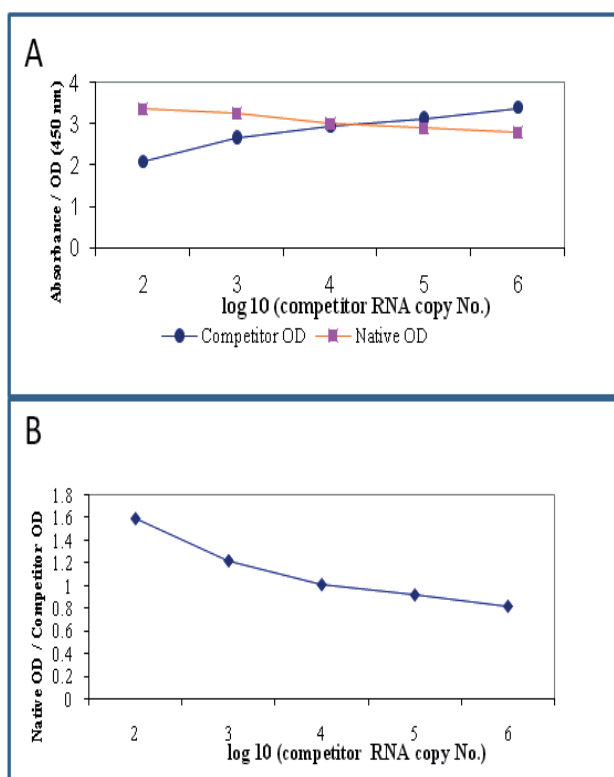 A
Absorbance / OD (450 nm)
4
3
2
1
0
2 3 4 5 6
log 10 (competitor RNA copy No.)
Competitor OD Native OD
B
Native OD / Competitor OD
1.8
1.6
1.4
1.2
1
0.8
0.6
0.4
0.2
0
2 3 4 5 6
log 10 (competitor RNA copy No.)